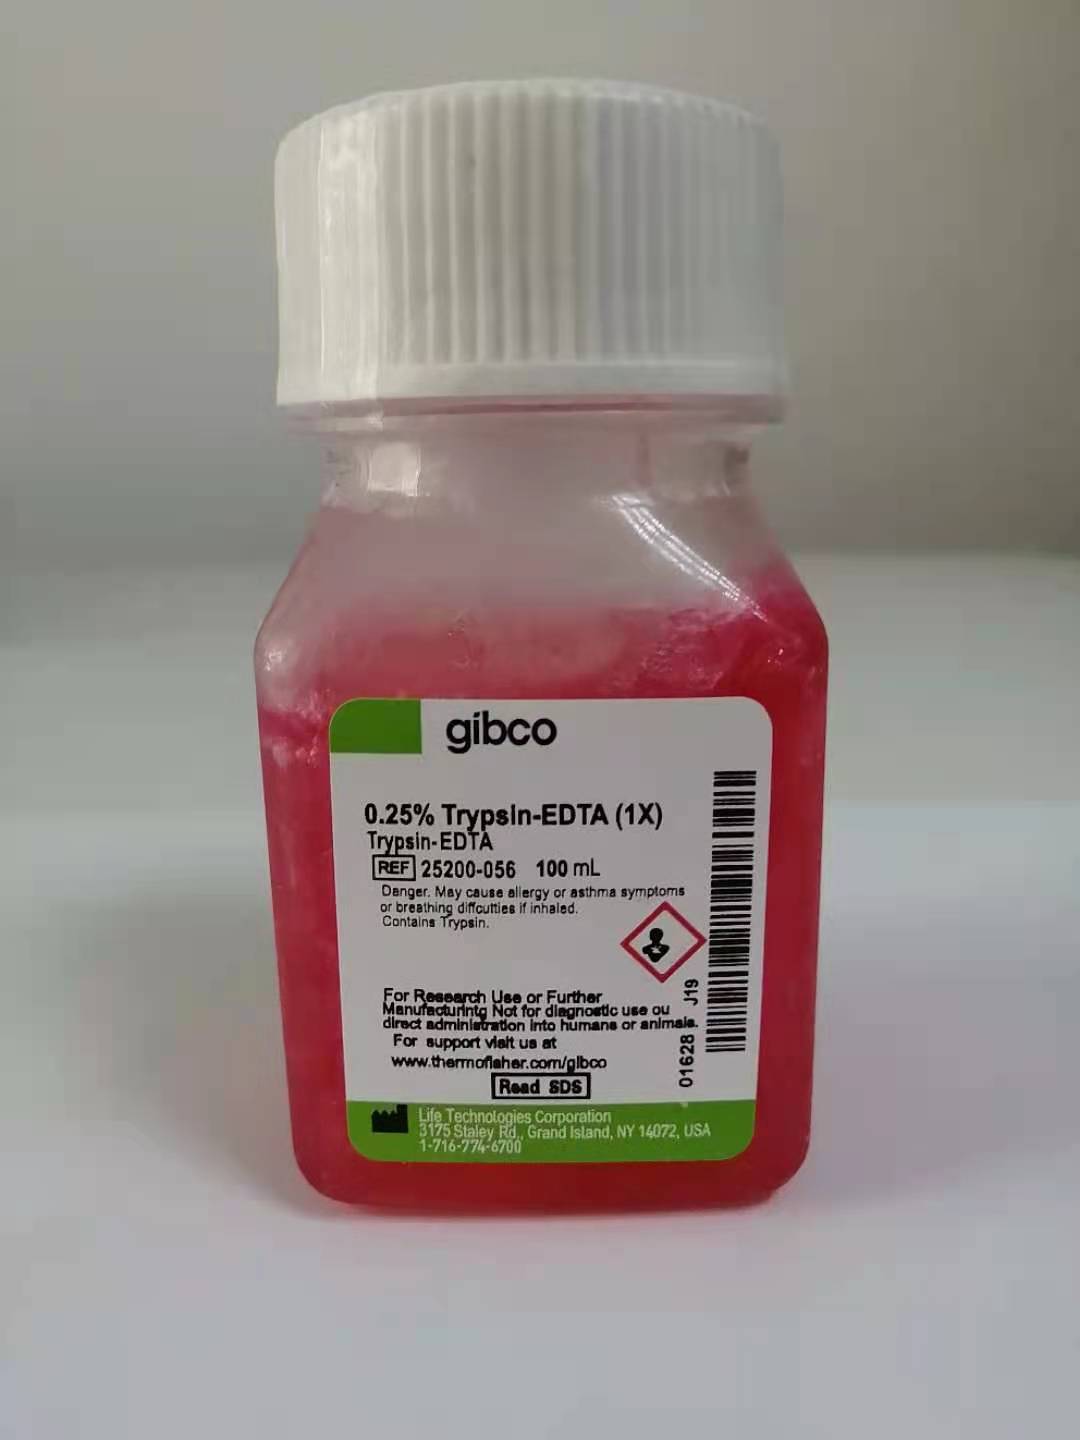 gibco
0.25% Trypsin-EDTA (1X)
Trypsin-EDTA
REF 25200-056 100 mL
Danger. May cause allergy or asthma symptoms
or breathing diffcutties if inhaled.
Contains Trypsin.
For Research Use or Further
Manufacturintg Not for diagnostic use ou
direct administration into humans or animals.
For support visit us at
www.thermofisher.com/gibco
Read SDS
01628 J19
Life Technologies Corporation
3175 Staley Rd., Grand Island, NY 14072, USA
1-716-774-6700